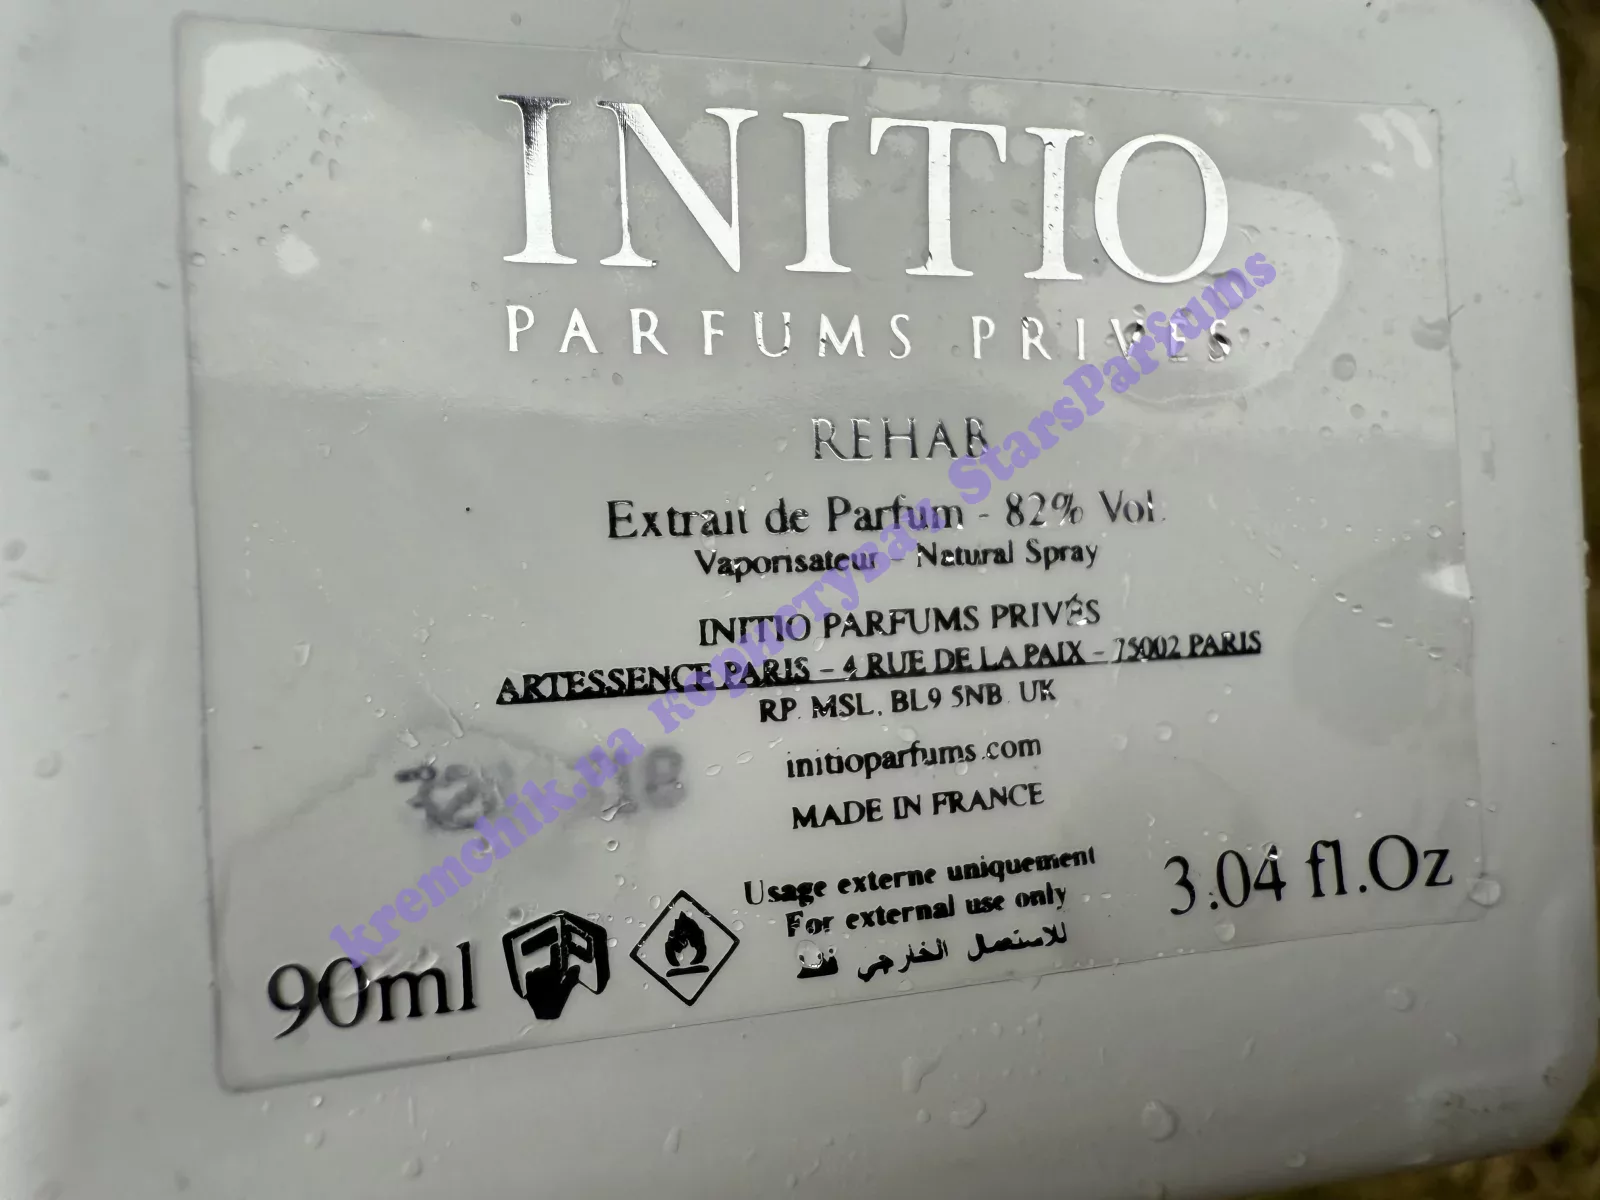 INITIO
PARFUMS PRIVÉS
REHAB
Extrait de Parfum - 82% Vol.
Vaporisateur - Natural Spray
INITIO PARFUMS PRIVÉS
ARTESSENCE PARIS - 4 RUE DE LA PAIX - 75002 PARIS
RP. MSL. BL9 5NB. UK
initioparfums.com
MADE IN FRANCE
Usage externe uniquement
For external use only
للاستعمال الخارجي فقط
90ml
3.04 fl.Oz
kremchik.ua користувач StarsParfums